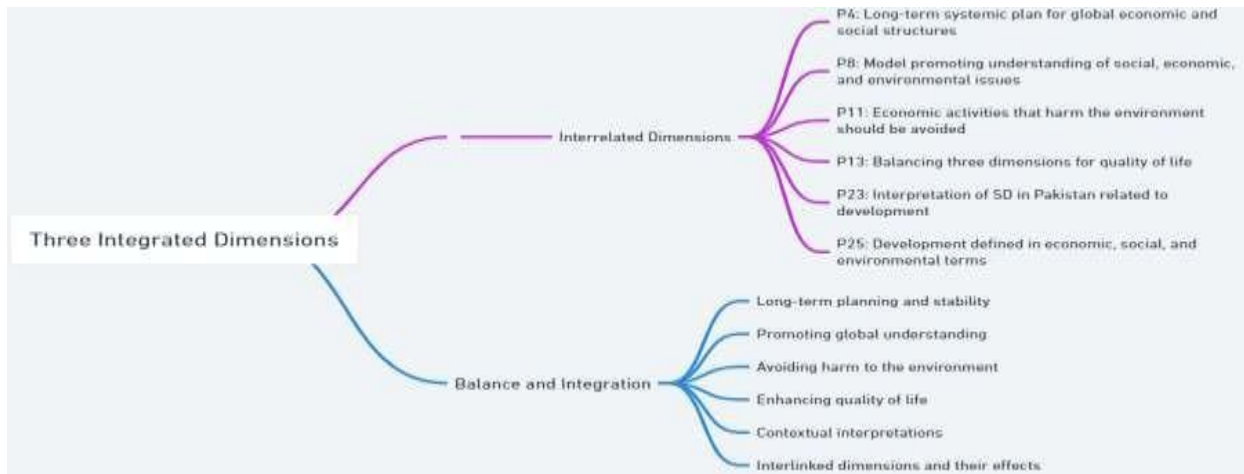 P4: Long-term systemic plan for global economic and
social structures
P8: Model promoting understanding of social, economic,
and environmental issues
P11: Economic activities that harm the environment
should be avoided
Interrelated Dimensions
P13: Balancing three dimensions for quality of life
P23: Interpretation of SD in Pakistan related to
development
P25: Development defined in economic, social, and
environmental terms
Three Integrated Dimensions
Long-term planning and stability
Promoting global understanding
Avoiding harm to the environment
Balance and Integration
Enhancing quality of life
Contextual interpretations
Interlinked dimensions and their effects